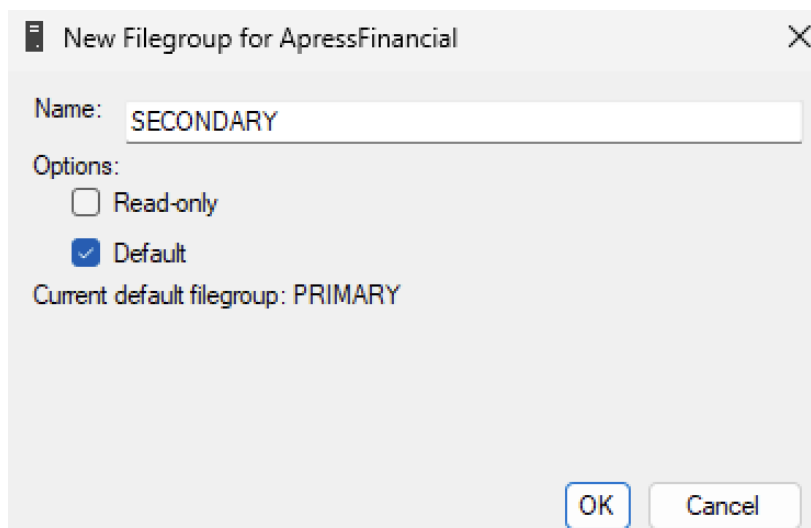 New Filegroup for ApressFinancial
Name: SECONDARY
Options:
Read-only
Default
Current default filegroup: PRIMARY
OK Cancel